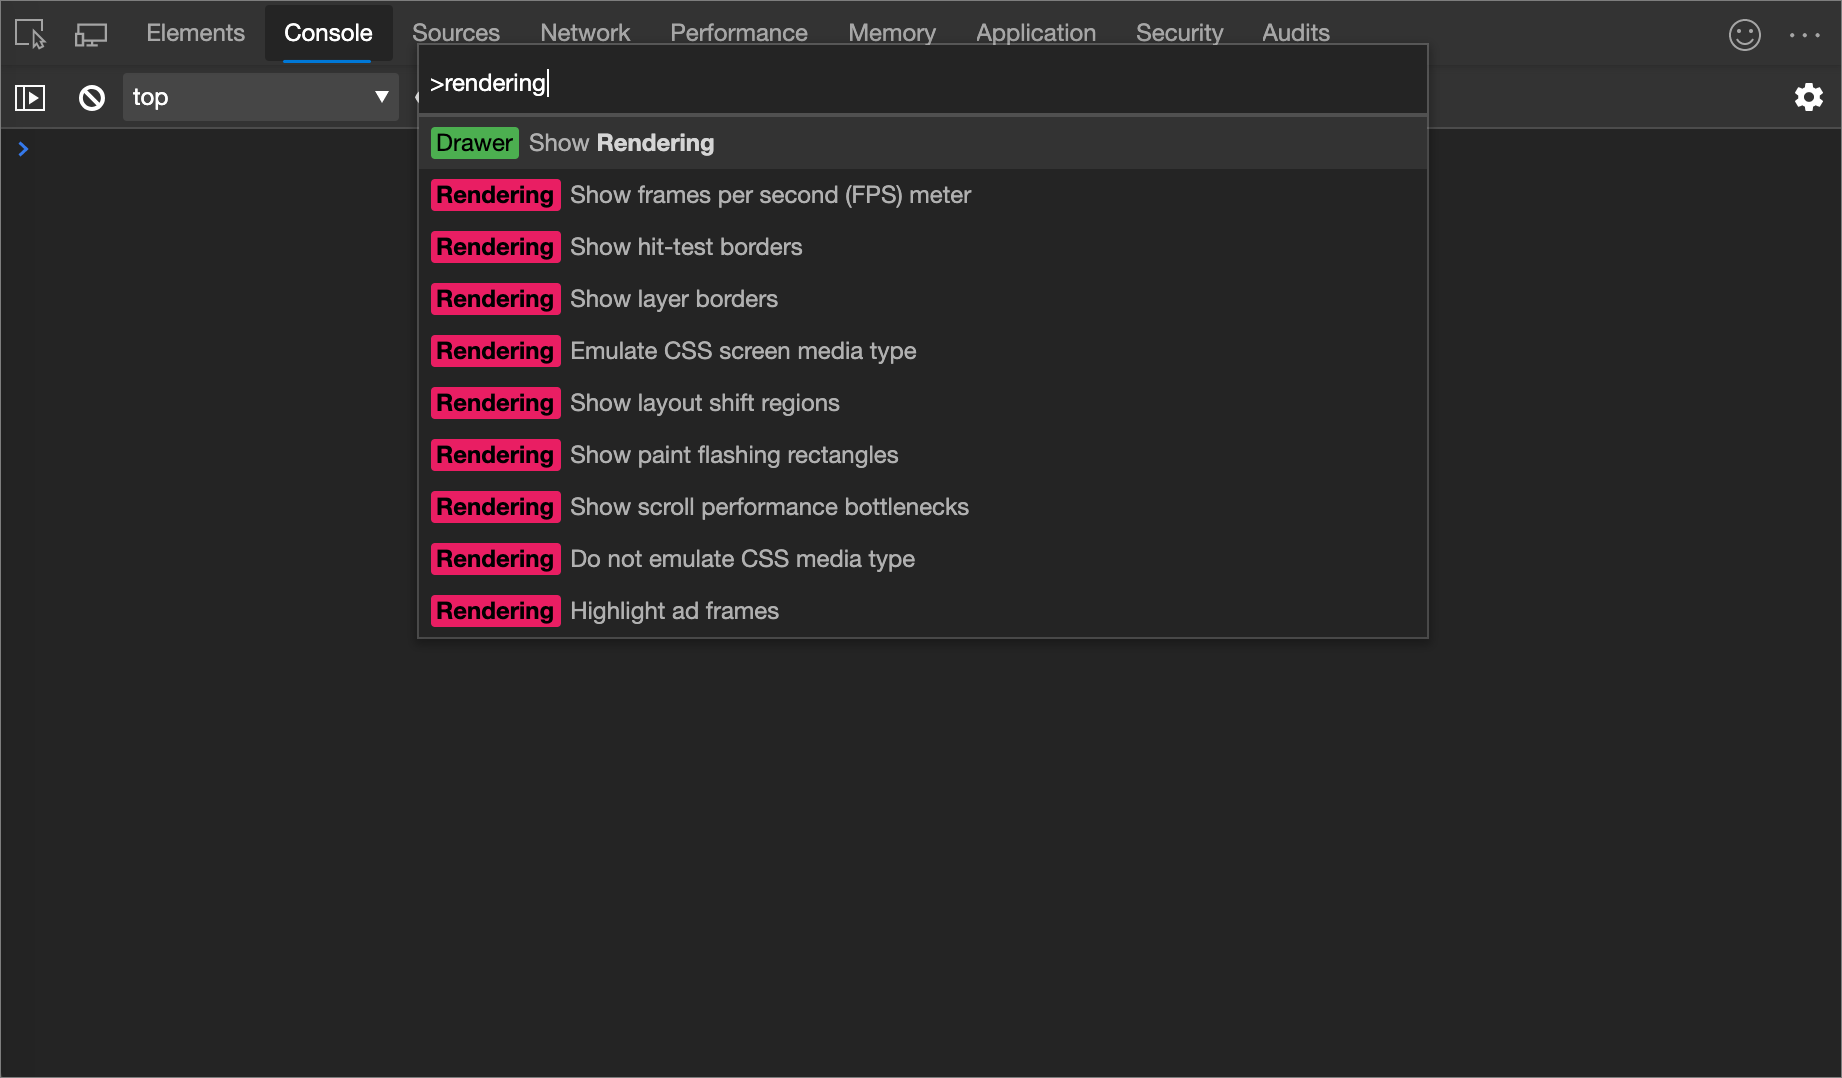 Elements Console Sources Network Performance Memory Application Security Audits
top
>rendering
Drawer Show Rendering
Rendering Show frames per second (FPS) meter
Rendering Show hit-test borders
Rendering Show layer borders
Rendering Emulate CSS screen media type
Rendering Show layout shift regions
Rendering Show paint flashing rectangles
Rendering Show scroll performance bottlenecks
Rendering Do not emulate CSS media type
Rendering Highlight ad frames